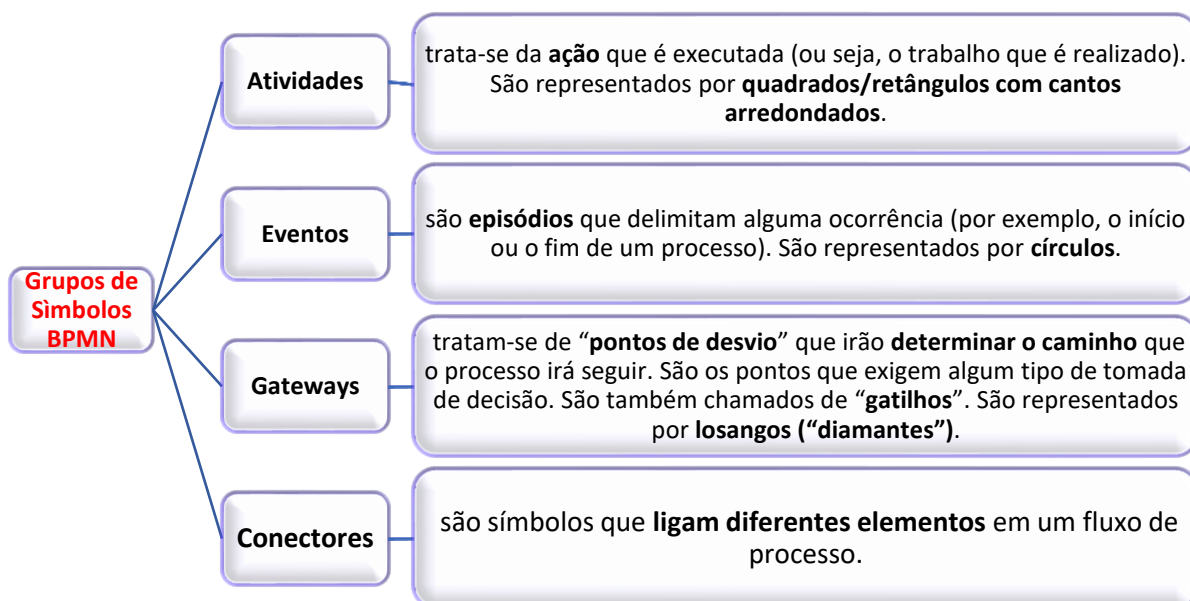 Grupos de
Sìmbolos
BPMN
Atividades
trata-se da ação que é executada (ou seja, o trabalho que é realizado).
São representados por quadrados/retângulos com cantos
arredondados.
Eventos
são episódios que delimitam alguma ocorrência (por exemplo, o início
ou o fim de um processo). São representados por círculos.
Gateways
tratam-se de “pontos de desvio” que irão determinar o caminho que
o processo irá seguir. São os pontos que exigem algum tipo de tomada
de decisão. São também chamados de “gatilhos”. São representados
por losangos (“diamantes”).
Conectores
são símbolos que ligam diferentes elementos em um fluxo de
processo.